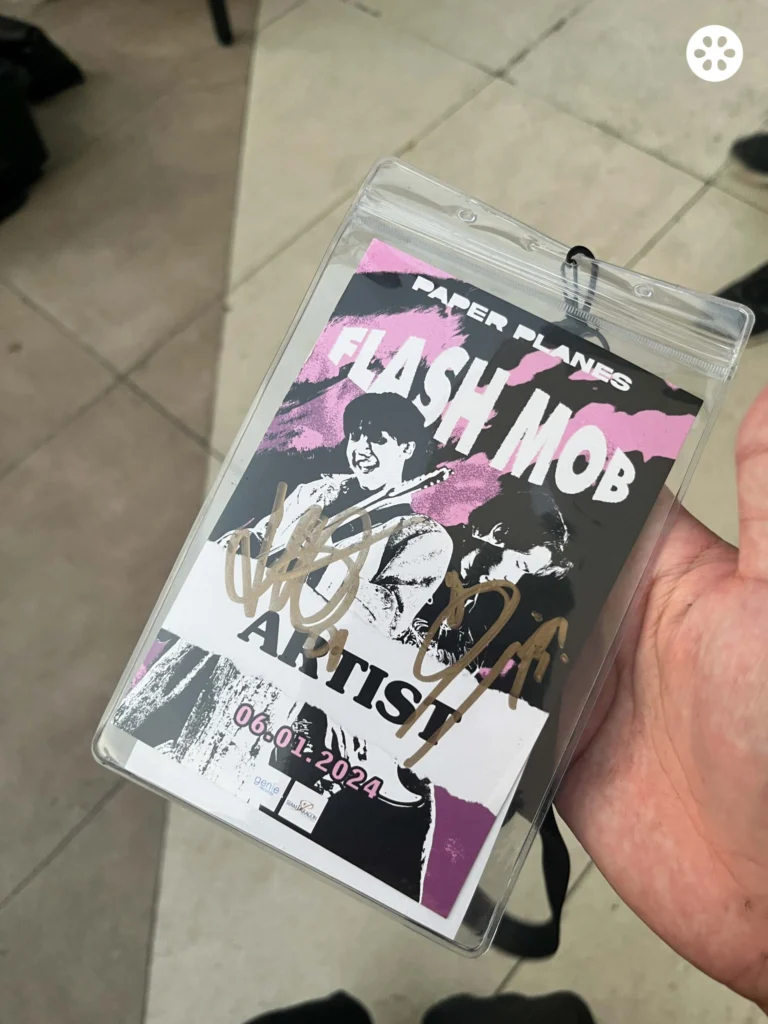 PAPER PLANES
FLASH MOB
ARTIST
06.01.2024
genie